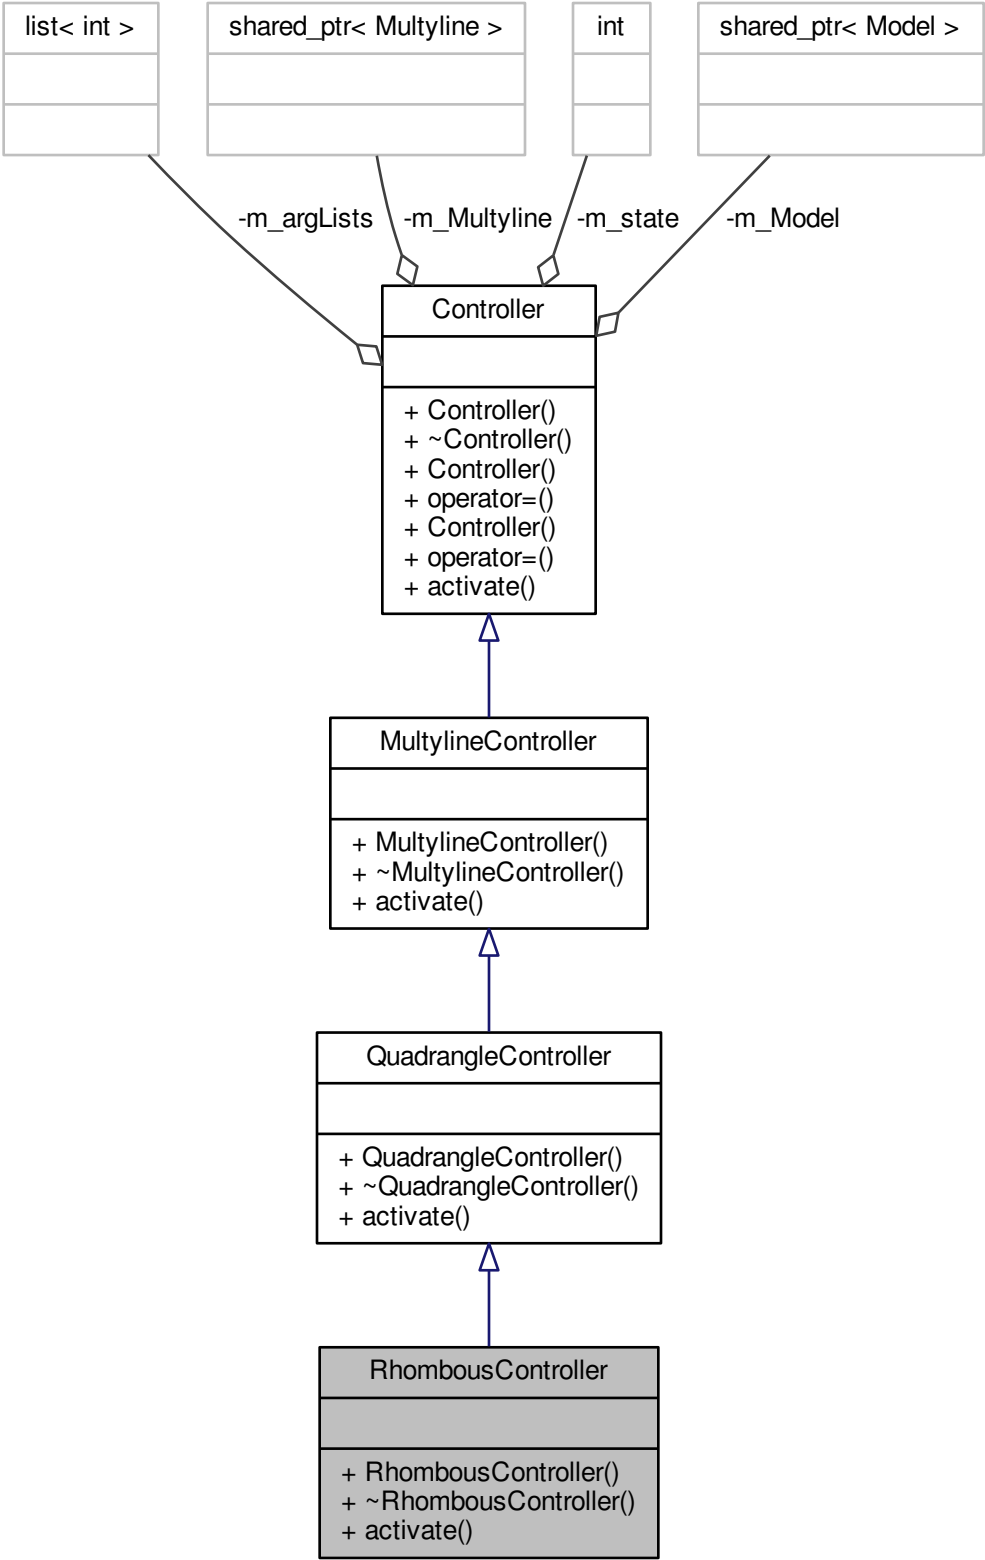 list< int >
shared_ptr< Multyline >
int
shared_ptr< Model >
-m_argLists
-m_Multyline
-m_state
-m_Model
Controller
+ Controller()
+ ~Controller()
+ Controller()
+ operator=()
+ Controller()
+ operator=()
+ activate()
MultylineController
+ MultylineController()
+ ~MultylineController()
+ activate()
QuadrangleController
+ QuadrangleController()
+ ~QuadrangleController()
+ activate()
RhombousController
+ RhombousController()
+ ~RhombousController()
+ activate()